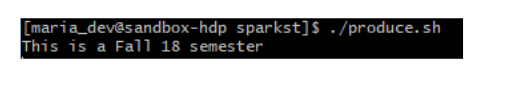 [maria_dev@sandbox-hdp sparkst]$ ./produce.sh
This is a Fall 18 semester